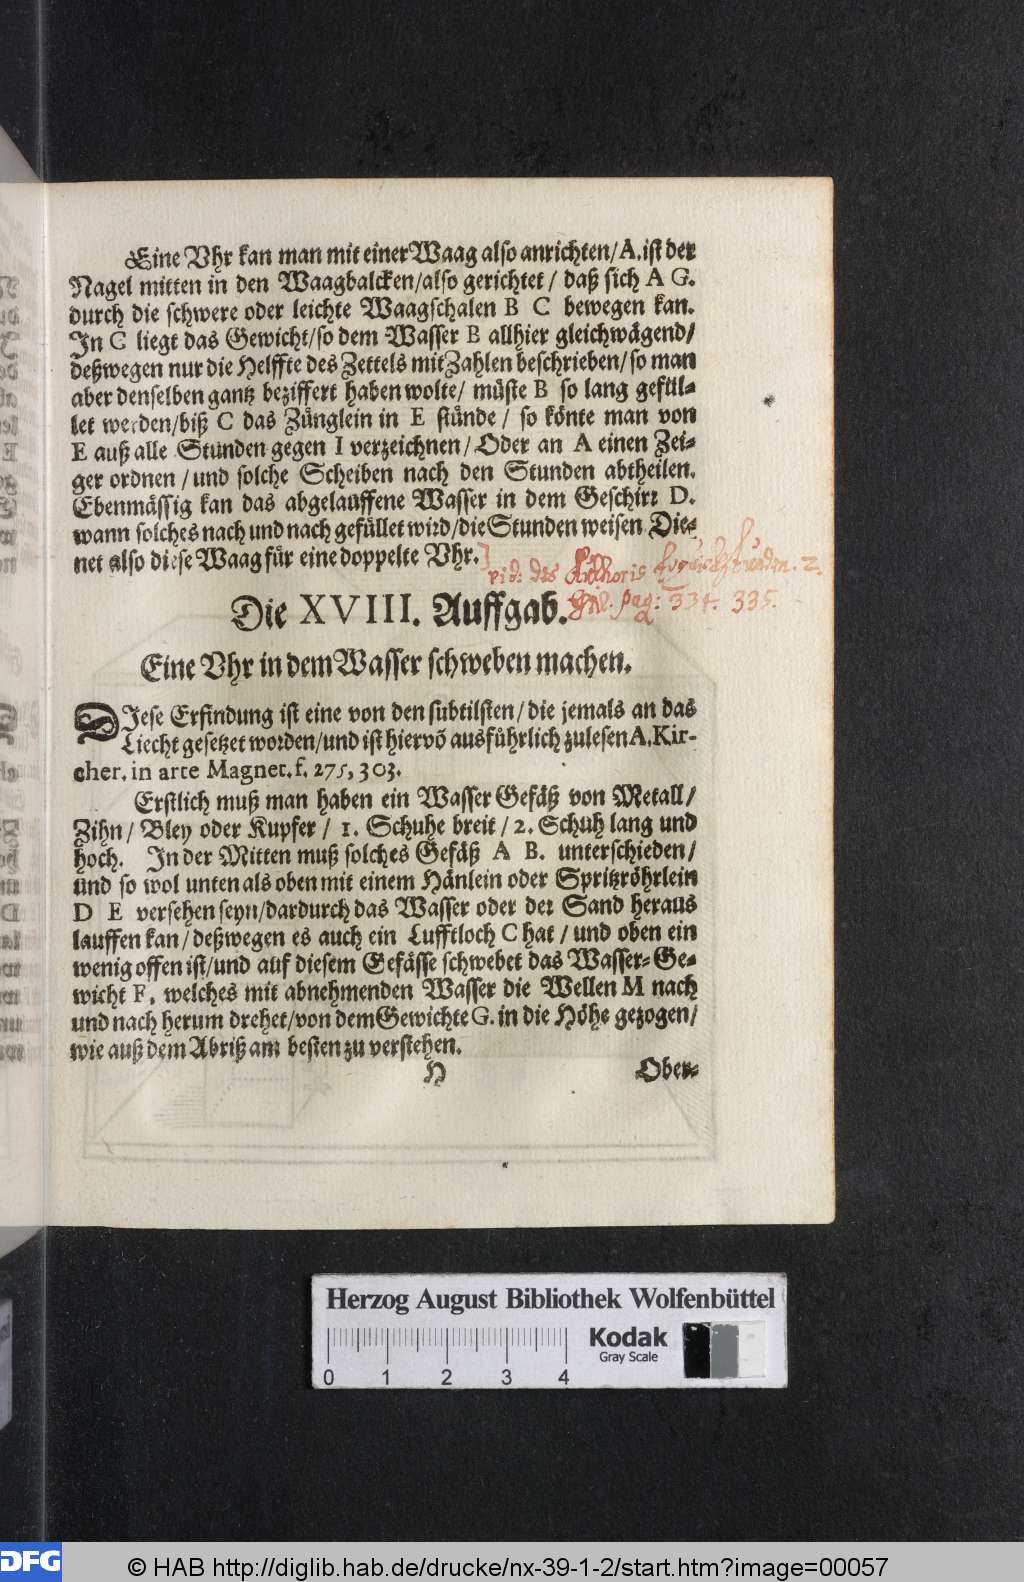 Eine Vhr kan man mit einer Waag also anrichten/ A. ist der
Nagel mitten in den Waagbalcken/ also gerichtet/ daß sich A G.
durch die schwere oder leichte Waagschalen B C bewegen kan.
In C liegt das Gewicht/ so dem Wasser B allhier gleichwägend/
deßwegen nur die Helffte des Zettels mit Zahlen beschrieben/ so man
aber denselben gantz beziffert haben wolte/ müste B so lang gefül-
let werden/ biß C das Zünglein in E stünde/ so könte man von
E auß alle Stunden gegen I verzeichnen/ Oder an A einen Zei-
ger ordnen/ und solche Scheiben nach den Stunden abtheilen.
Ebenmässig kan das abgelauffene Wasser in dem Geschirr D.
wann solches nach und nach gefüllet wird/ die Stunden weisen Die-
net also diese Waag für eine doppelte Vhr.]
vid: des Authoris Erquickstunden. 2.
Thl. pag: 334. 335.
Die XVIII. Auffgab.
Eine Vhr in dem Wasser schweben machen.
DJese Erfindung ist eine von den subtilsten/ die jemals an das
Liecht gesetzet worden/ und ist hiervõ ausführlich zulesen A. Kir-
cher. in arte Magnet. f. 275, 303.
Erstlich muß man haben ein Wasser Gefäß von Metall/
Zihn/ Bley oder Kupfer/ 1. Schuhe breit/ 2. Schuh lang und
hoch. In der Mitten muß solches Gefäß A B. unterschieden/
und so wol unten als oben mit einem Hänlein oder Spritzröhrlein
D E versehen seyn/ dardurch das Wasser oder der Sand heraus
lauffen kan/ deßwegen es auch ein Lufftloch C hat/ und oben ein
wenig offen ist/ und auf diesem Gefässe schwebet das Wasser-Ge-
wicht F. welches mit abnehmenden Wasser die Wellen M nach
und nach herum drehet/ von dem Gewichte G. in die Höhe gezogen/
wie auß dem Abriß am besten zu verstehen.
H Ober-
Herzog August Bibliothek Wolfenbüttel
Kodak
Gray Scale
0 1 2 3 4
DFG © HAB http://diglib.hab.de/drucke/nx-39-1-2/start.htm?image=00057